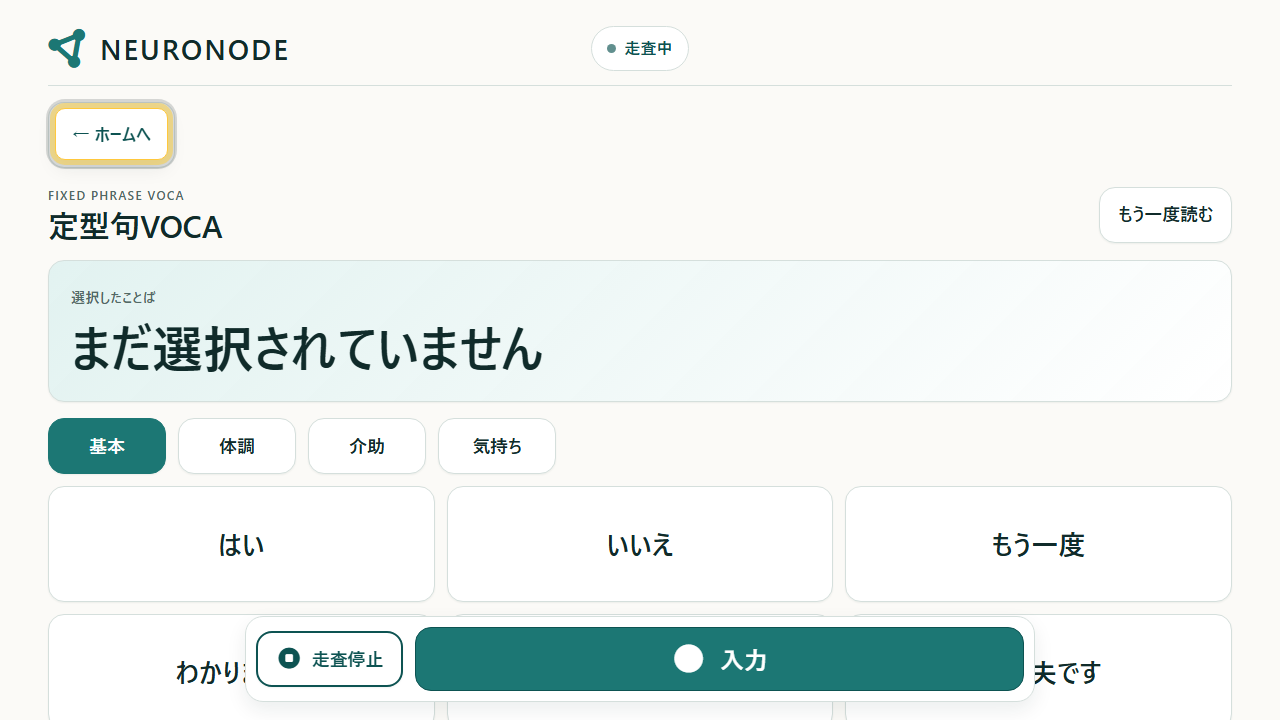 NEURONODE
走査中
← ホームへ
FIXED PHRASE VOCA
定型句VOCA
もう一度読む
選択したことば
まだ選択されていません
基本
体調
介助
気持ち
はい
いいえ
もう一度
わかり
夫です
走査停止
入力